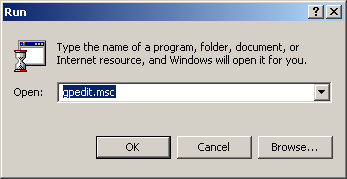 Run
Type the name of a program, folder, document, or
Internet resource, and Windows will open it for you.
Open: gpedit.msc
OK Cancel Browse...